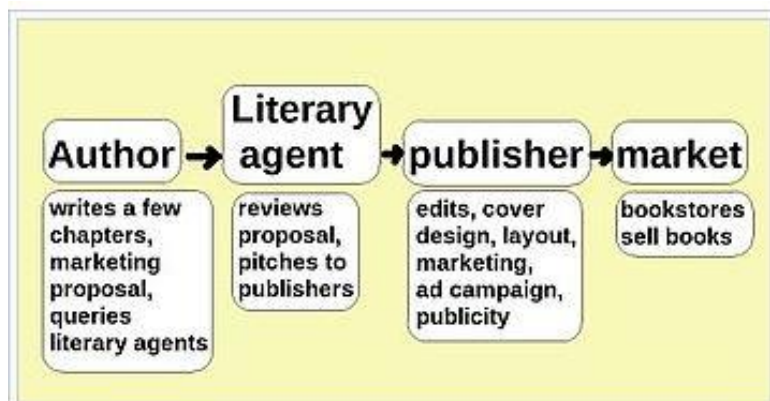 Author
Literary
agent
publisher
market
writes a few
chapters,
marketing
proposal,
queries
literary agents
reviews
proposal,
pitches to
publishers
edits, cover
design, layout,
marketing,
ad campaign,
publicity
bookstores
sell books